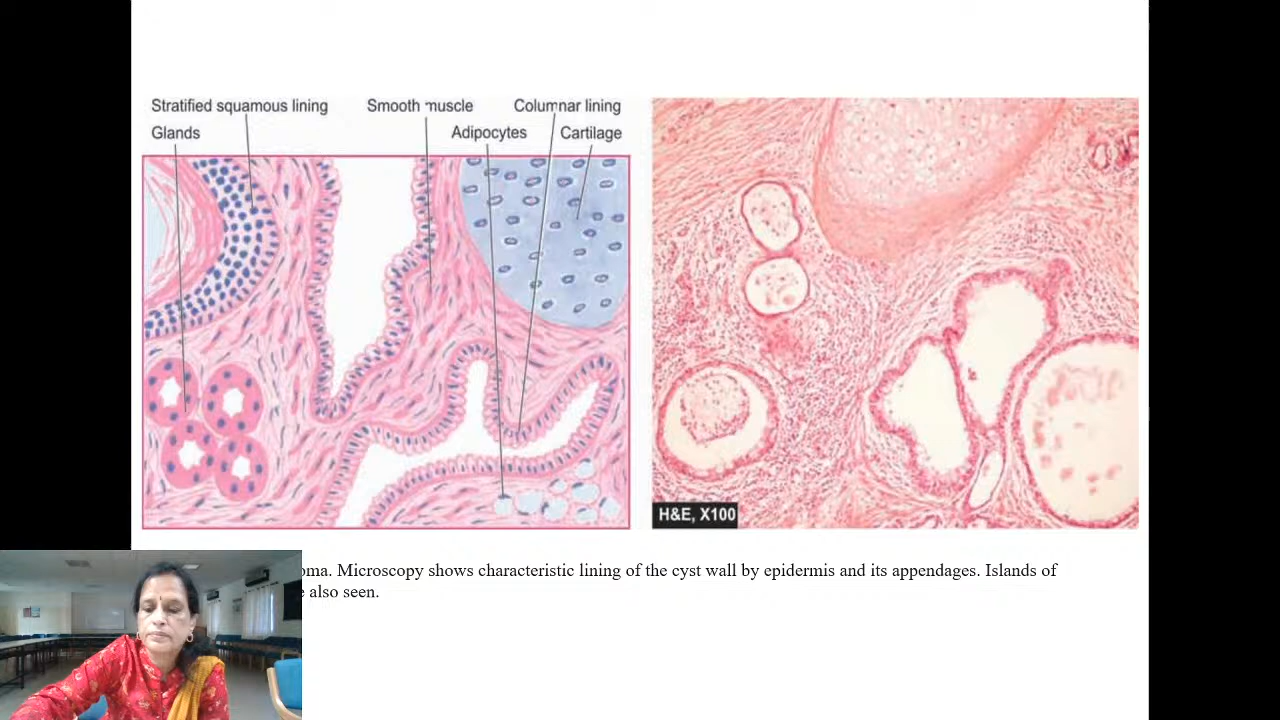 Stratified squamous lining Smooth muscle Columnar lining
Glands Adipocytes Cartilage
H&E, X100
oma. Microscopy shows characteristic lining of the cyst wall by epidermis and its appendages. Islands of
also seen.